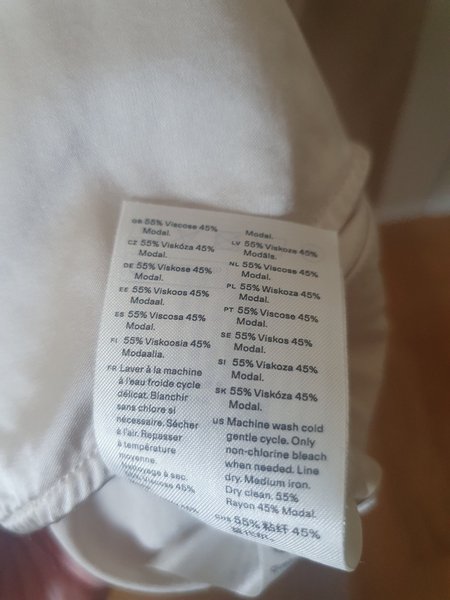 GB 55% Viscose 45%
Modal.
CZ 55% Viskóza 45%
Modal.
DE 55% Viskose 45%
Modal.
EE 55% Viskoos 45%
Modaal.
ES 55% Viscosa 45%
Modal.
FI 55% Viskoosia 45%
Modaalia.
FR Laver à la machine
à l'eau froide cycle
délicat. Blanchir
sans chlore si
nécessaire. Sécher
à l'air. Repasser
à température
moyenne.
Nettoyage à sec.
55% Viscose 45%
Modal.
LV 55% Viskoza 45%
Modāls.
NL 55% Viscose 45%
Modal.
PL 55% Wiskoza 45%
Modal.
PT 55% Viscose 45%
Modal.
SE 55% Viskos 45%
Modal.
SI 55% Viskoza 45%
Modal.
SK 55% Viskóza 45%
Modal.
US Machine wash cold
gentle cycle. Only
non-chlorine bleach
when needed. Line
dry. Medium iron.
Dry clean. 55%
Rayon 45% Modal.
CHS 55% 45%